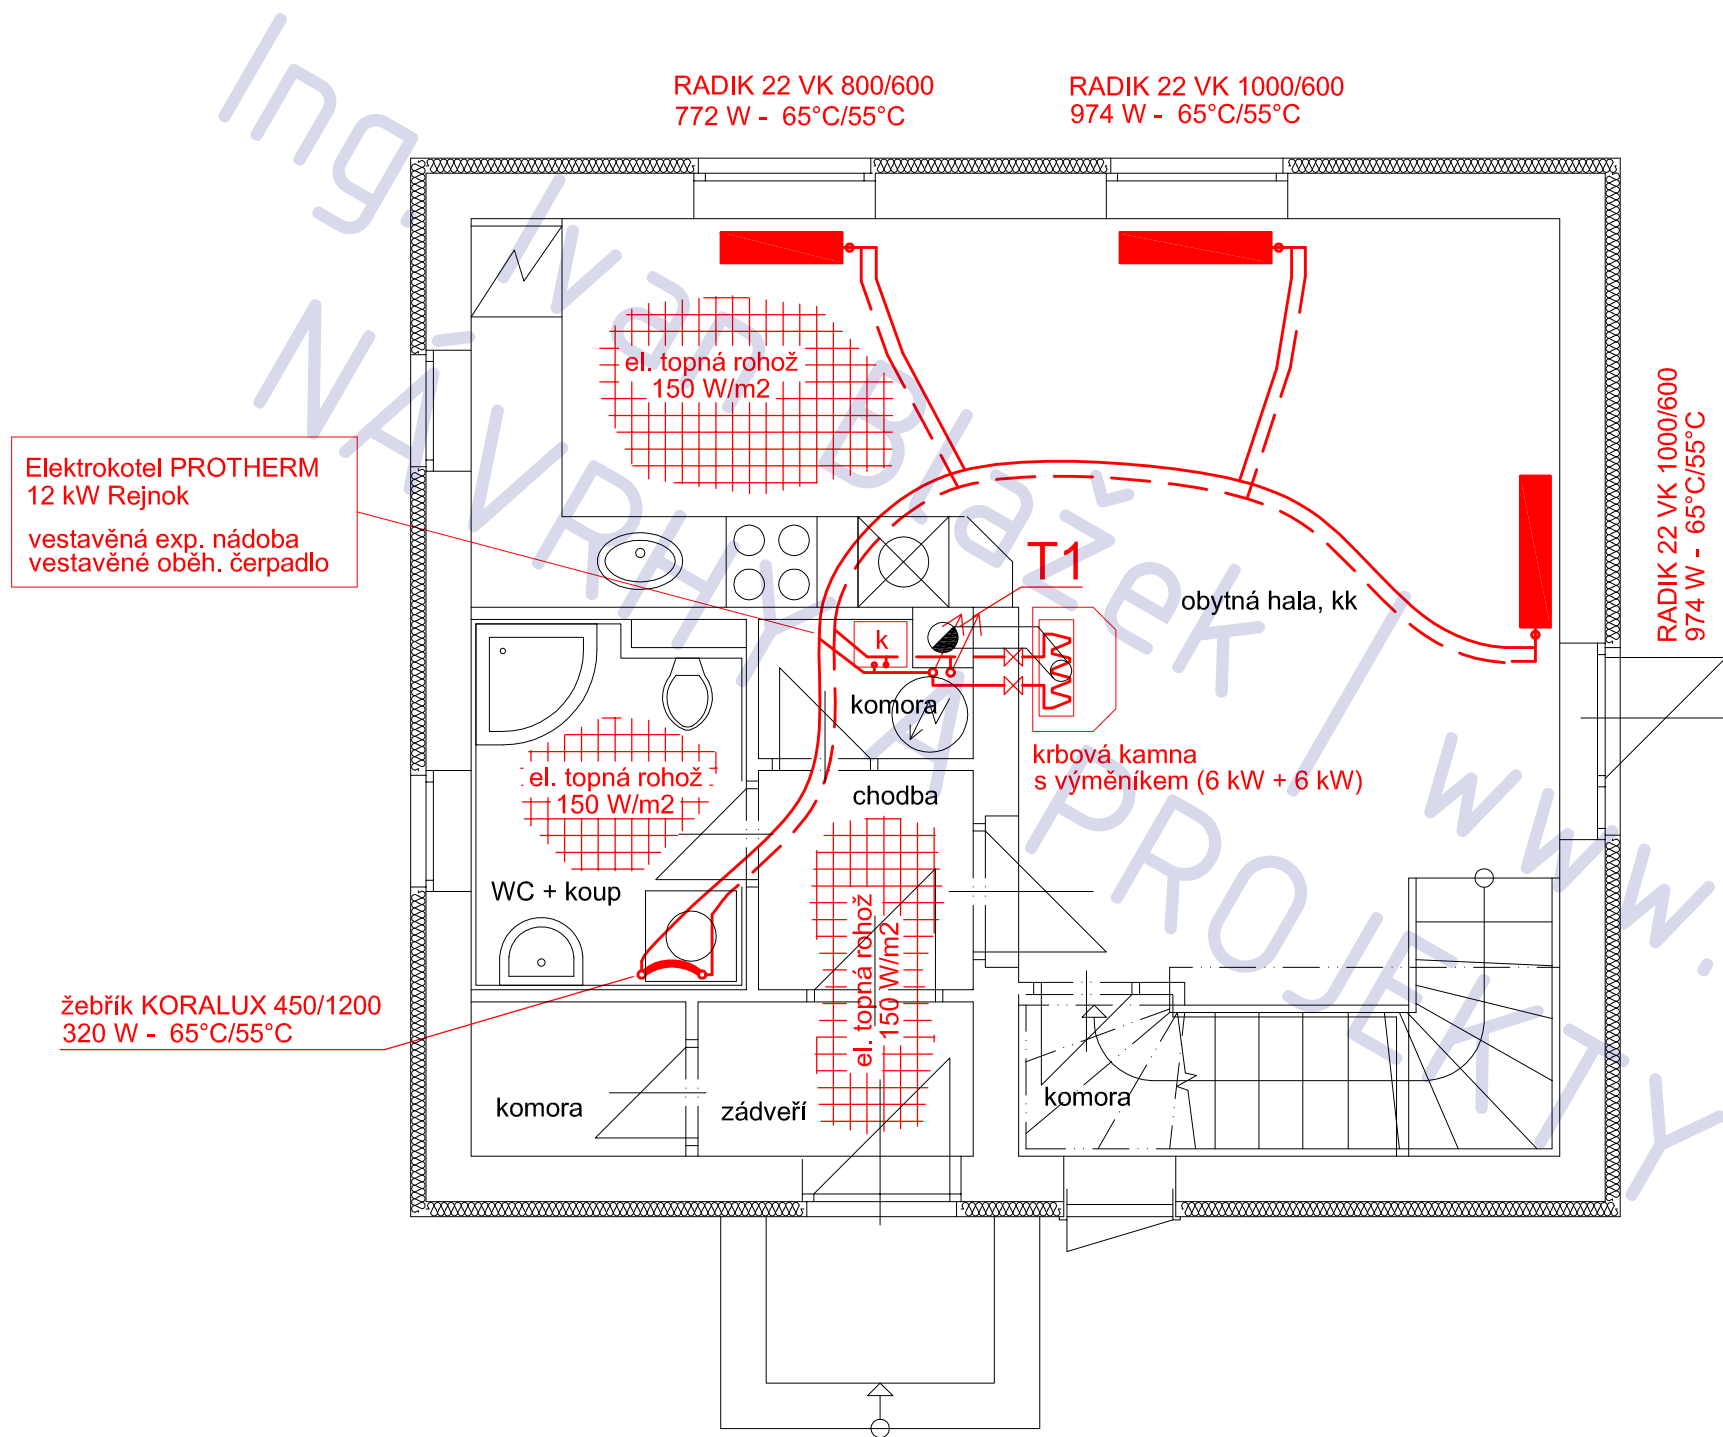 RADIK 22 VK 800/600
772 W - 65°C/55°C
RADIK 22 VK 1000/600
974 W - 65°C/55°C
Ing. Ivan Blažek / www.
NÁVRHY A PROJEKTY
el. topná rohož
150 W/m2
RADIK 22 VK 1000/600
974 W - 65°C/55°C
Elektrokotel PROTHERM
12 kW Rejnok
vestavěná exp. nádoba
vestavěné oběh. čerpadlo
T1
obytná hala, kk
k
komora
krbová kamna
s výměníkem (6 kW + 6 kW)
el. topná rohož
150 W/m2
chodba
WC + koup
el. topná rohož
150 W/m2
žebřík KORALUX 450/1200
320 W - 65°C/55°C
komora
zádveří
komora